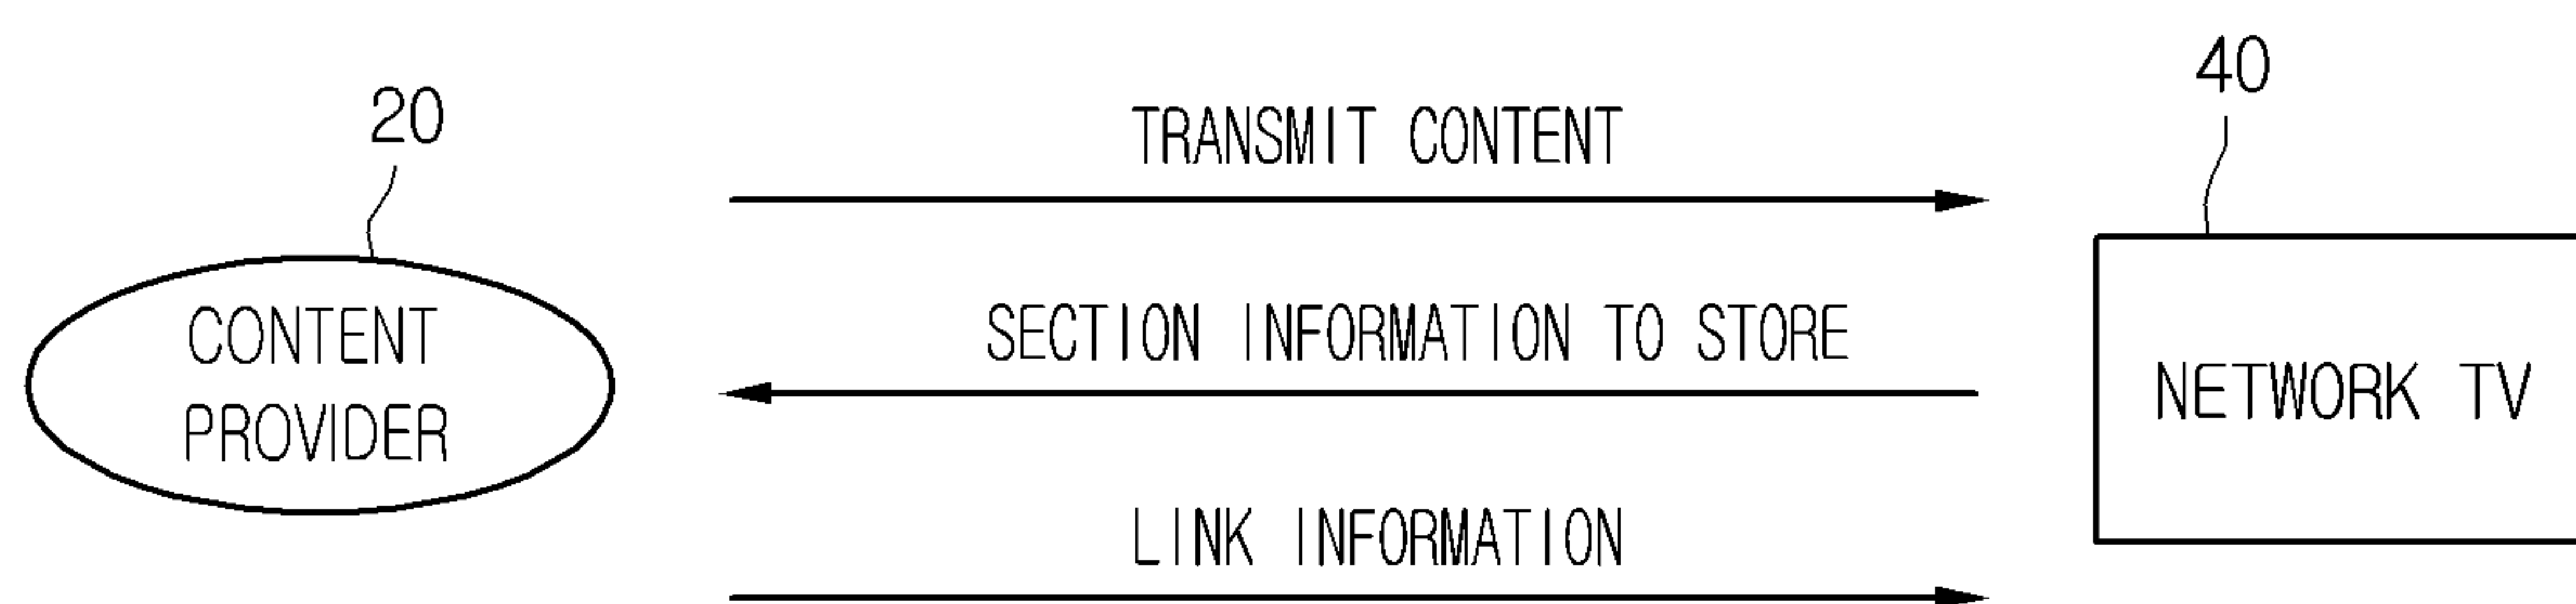 20
40
TRANSMIT CONTENT
CONTENT
PROVIDER
SECTION INFORMATION TO STORE
NETWORK TV
LINK INFORMATION